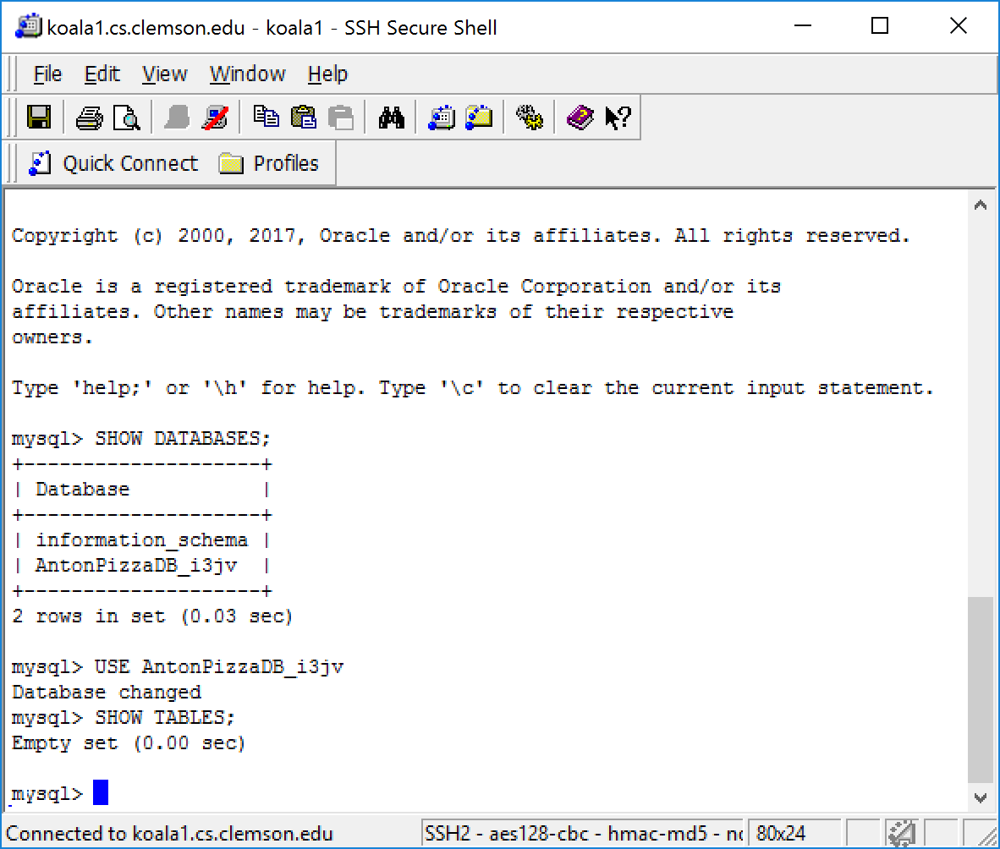 koala1.cs.clemson.edu - koala1 - SSH Secure Shell
File Edit View Window Help
Quick Connect Profiles
Copyright (c) 2000, 2017, Oracle and/or its affiliates. All rights reserved.
Oracle is a registered trademark of Oracle Corporation and/or its
affiliates. Other names may be trademarks of their respective
owners.
Type 'help;' or '\h' for help. Type '\c' to clear the current input statement.
mysql> SHOW DATABASES;
+--------------------+
| Database           |
+--------------------+
| information_schema |
| AntonPizzaDB_i3jv  |
+--------------------+
2 rows in set (0.03 sec)
mysql> USE AntonPizzaDB_i3jv
Database changed
mysql> SHOW TABLES;
Empty set (0.00 sec)
mysql>
Connected to koala1.cs.clemson.edu SSH2 - aes128-cbc - hmac-md5 - 80x24